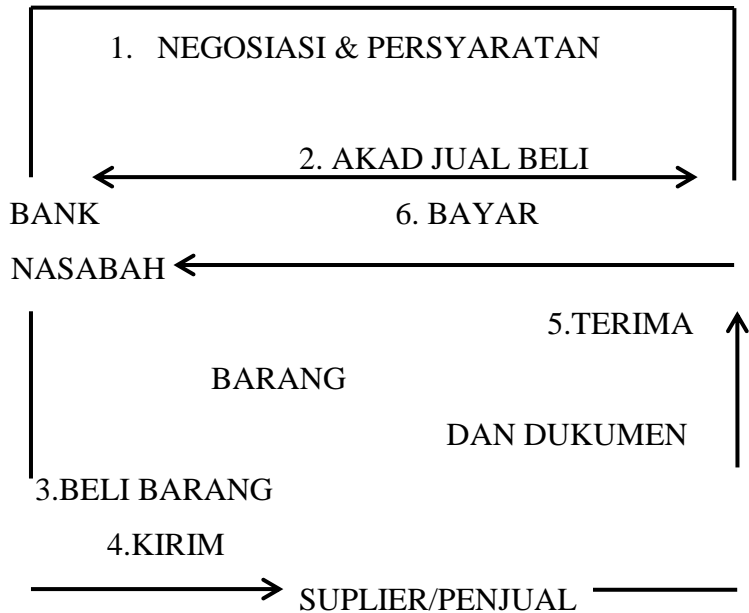 1. NEGOSIASI & PERSYARATAN
2. AKAD JUAL BELI
BANK 6. BAYAR
NASABAH
5.TERIMA
BARANG
DAN DUKUMEN
3.BELI BARANG
4.KIRIM
SUPLIER/PENJUAL